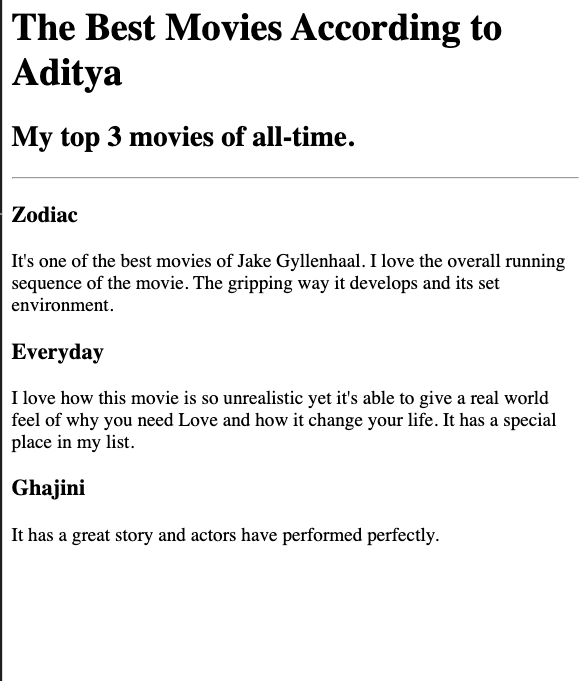 The Best Movies According to
Aditya
My top 3 movies of all-time.
Zodiac
It's one of the best movies of Jake Gyllenhaal. I love the overall running
sequence of the movie. The gripping way it develops and its set
environment.
Everyday
I love how this movie is so unrealistic yet it's able to give a real world
feel of why you need Love and how it change your life. It has a special
place in my list.
Ghajini
It has a great story and actors have performed perfectly.